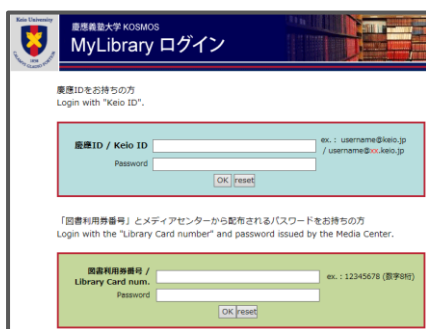 Keio University
慶應義塾大学 KOSMOS
MyLibrary ログイン
慶應IDをお持ちの方
Login with "Keio ID".
慶應ID / Keio ID
ex. : username@keio.jp
/ username@xx.keio.jp
Password
OK reset
「図書利用券番号」とメディアセンターから配布されるパスワードをお持ちの方
Login with the "Library Card number" and password issued by the Media Center.
図書利用券番号 /
Library Card num.
ex. : 12345678 (数字8桁)
Password
OK reset